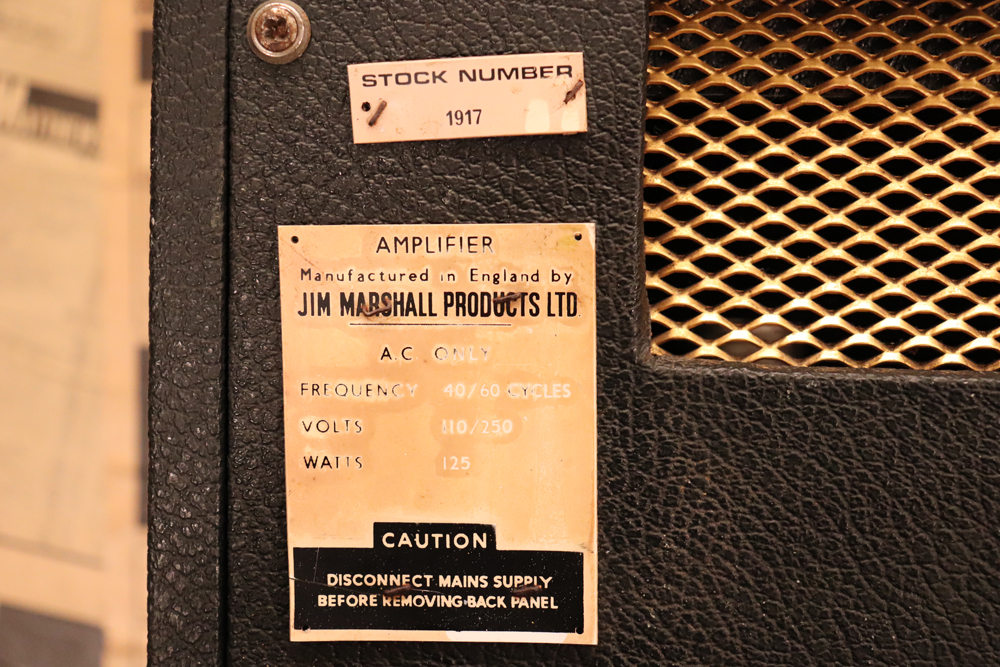 STOCK NUMBER
1917
AMPLIFIER
Manufactured in England by
JIM MARSHALL PRODUCTS LTD
A.C. ONLY
FREQUENCY 40/60 CYCLES
VOLTS 110/250
WATTS 125
CAUTION
DISCONNECT MAINS SUPPLY
BEFORE REMOVING BACK PANEL